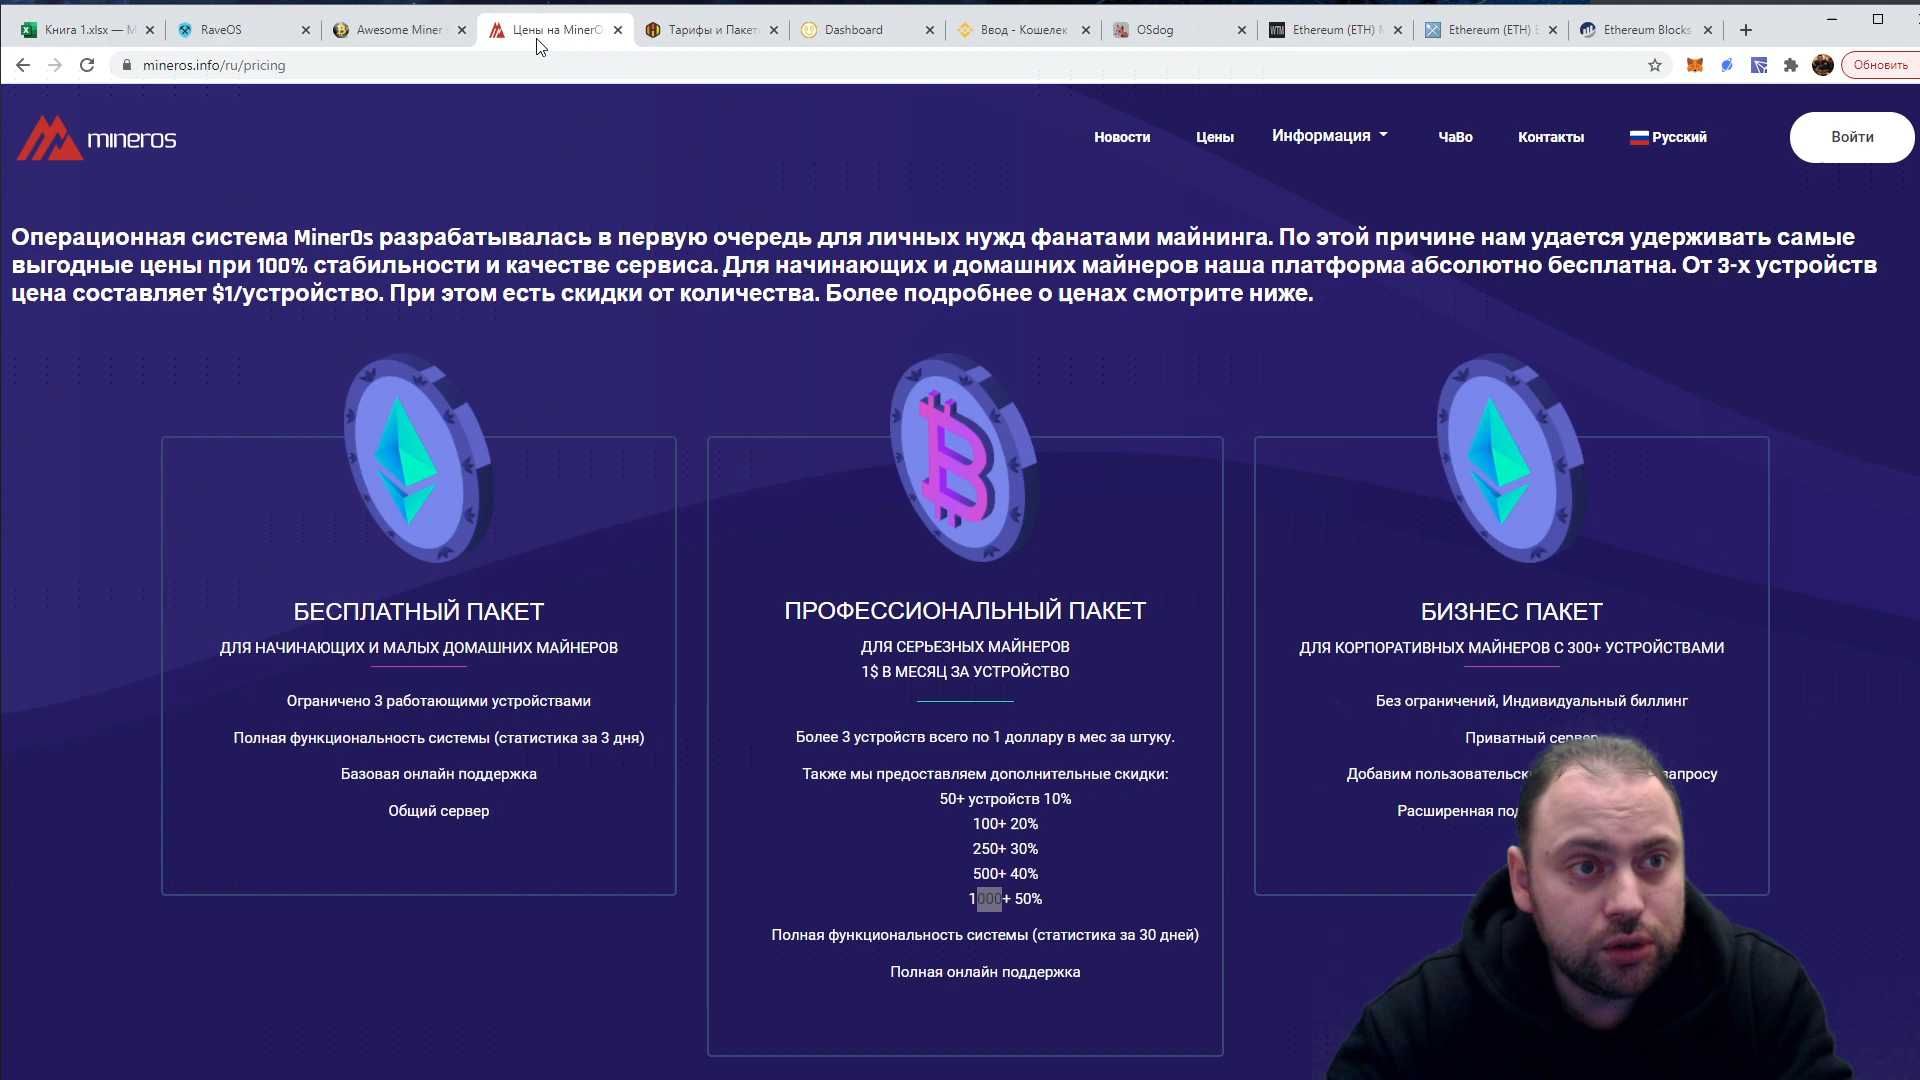 Книга 1.xlsx — M
RaveOS
Awesome Miner
Цены на MinerO
Тарифы и Пакет
Dashboard
Ввод - Кошелек
OSdog
Ethereum (ETH) M
Ethereum (ETH) E
Ethereum Blocks
mineros.info/ru/pricing
Обновить
mineros
Новости
Цены
Информация
ЧаВо
Контакты
Русский
Войти
Операционная система MinerOs разрабатывалась в первую очередь для личных нужд фанатами майнинга. По этой причине нам удается удерживать самые
выгодные цены при 100% стабильности и качестве сервиса. Для начинающих и домашних майнеров наша платформа абсолютно бесплатна. От 3-х устройств
цена составляет $1/устройство. При этом есть скидки от количества. Более подробнее о ценах смотрите ниже.
БЕСПЛАТНЫЙ ПАКЕТ
ДЛЯ НАЧИНАЮЩИХ И МАЛЫХ ДОМАШНИХ МАЙНЕРОВ
Ограничено 3 работающими устройствами
Полная функциональность системы (статистика за 3 дня)
Базовая онлайн поддержка
Общий сервер
ПРОФЕССИОНАЛЬНЫЙ ПАКЕТ
ДЛЯ СЕРЬЕЗНЫХ МАЙНЕРОВ
1$ В МЕСЯЦ ЗА УСТРОЙСТВО
Более 3 устройств всего по 1 доллару в мес за штуку.
Также мы предоставляем дополнительные скидки:
50+ устройств 10%
100+ 20%
250+ 30%
500+ 40%
1000+ 50%
Полная функциональность системы (статистика за 30 дней)
Полная онлайн поддержка
БИЗНЕС ПАКЕТ
ДЛЯ КОРПОРАТИВНЫХ МАЙНЕРОВ С 300+ УСТРОЙСТВАМИ
Без ограничений, Индивидуальный биллинг
Приватный сервер
Добавим пользовательск запросу
Расширенная под